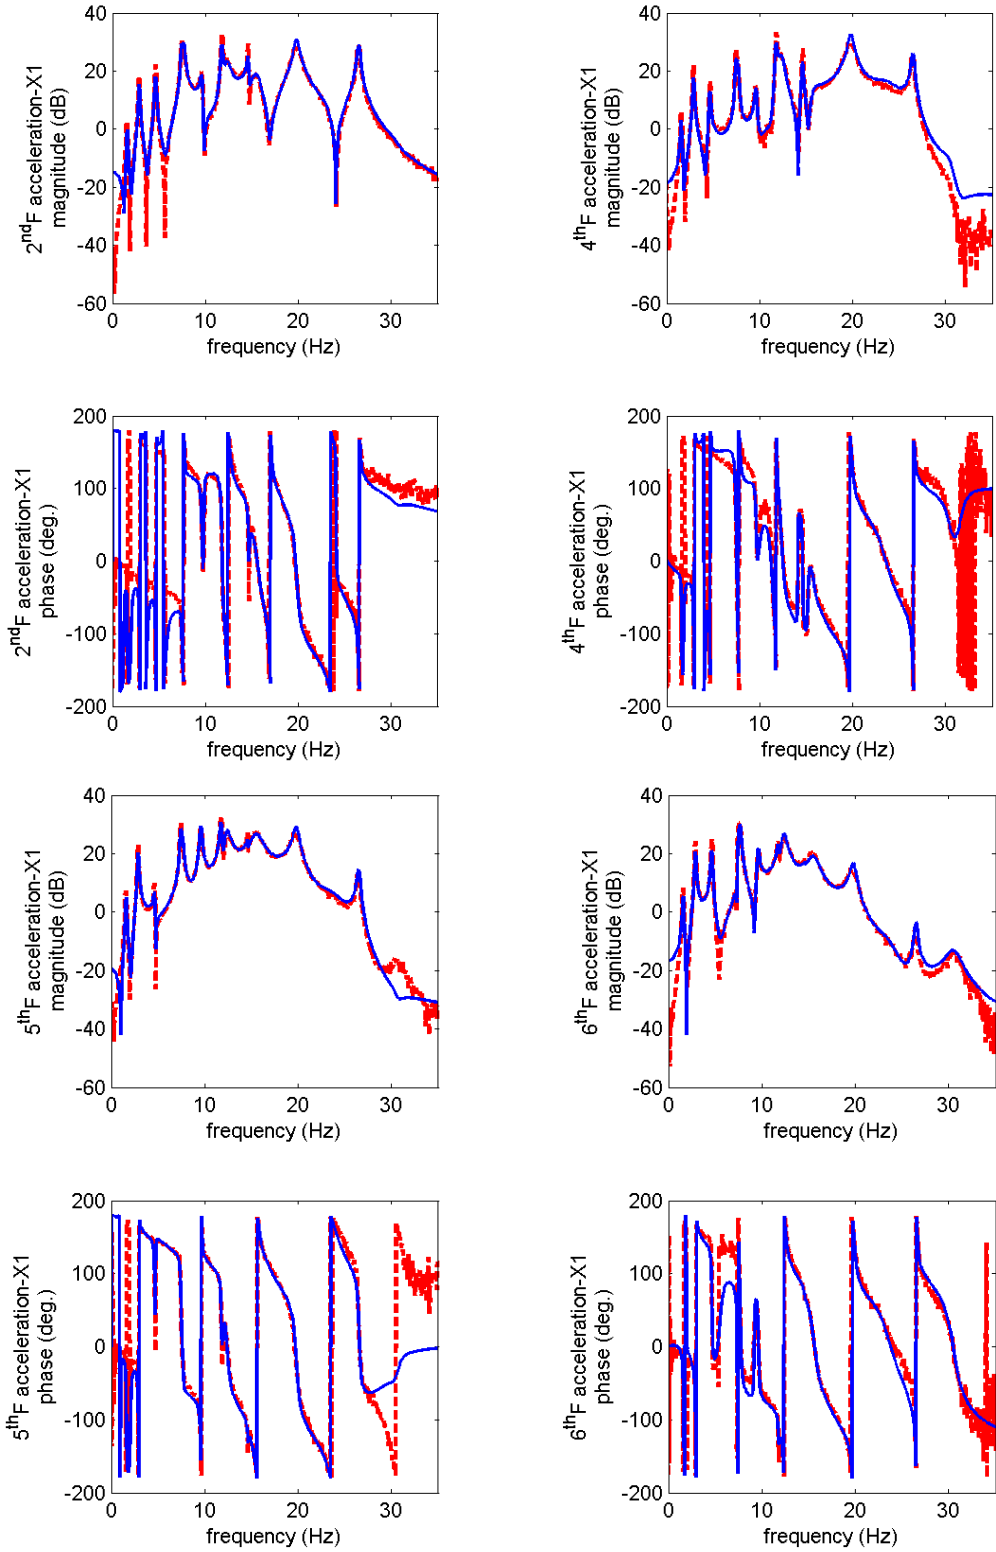 2ndF acceleration-X1
magnitude (dB)
40
20
0
-20
-40
-60
0 10 20 30
frequency (Hz)
4thF acceleration-X1
magnitude (dB)
40
20
0
-20
-40
-60
0 10 20 30
frequency (Hz)
2ndF acceleration-X1
phase (deg.)
200
100
0
-100
-200
0 10 20 30
frequency (Hz)
4thF acceleration-X1
phase (deg.)
200
100
0
-100
-200
0 10 20 30
frequency (Hz)
5thF acceleration-X1
magnitude (dB)
40
20
0
-20
-40
-60
0 10 20 30
frequency (Hz)
6thF acceleration-X1
magnitude (dB)
40
20
0
-20
-40
-60
0 10 20 30
frequency (Hz)
5thF acceleration-X1
phase (deg.)
200
100
0
-100
-200
0 10 20 30
frequency (Hz)
6thF acceleration-X1
phase (deg.)
200
100
0
-100
-200
0 10 20 30
frequency (Hz)